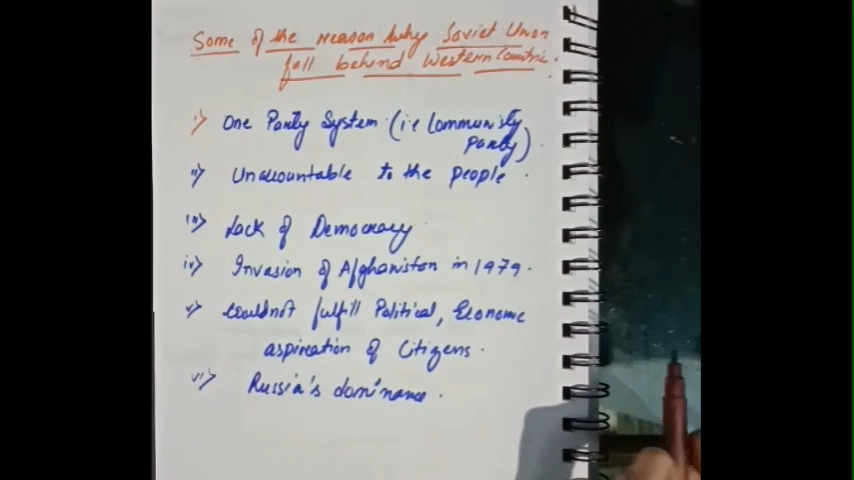 Some of the reason why Soviet Union
fall behind Western Countries.
i> One Party System (i.e Communisty
party).
ii> Unaccountable to the people.
iii> Lack of Democracy.
iv> Invasion of Afghanistan in 1979.
v> Couldnot fulfill Political, Economic
aspiration of Citizens.
vi> Russia's dominance.